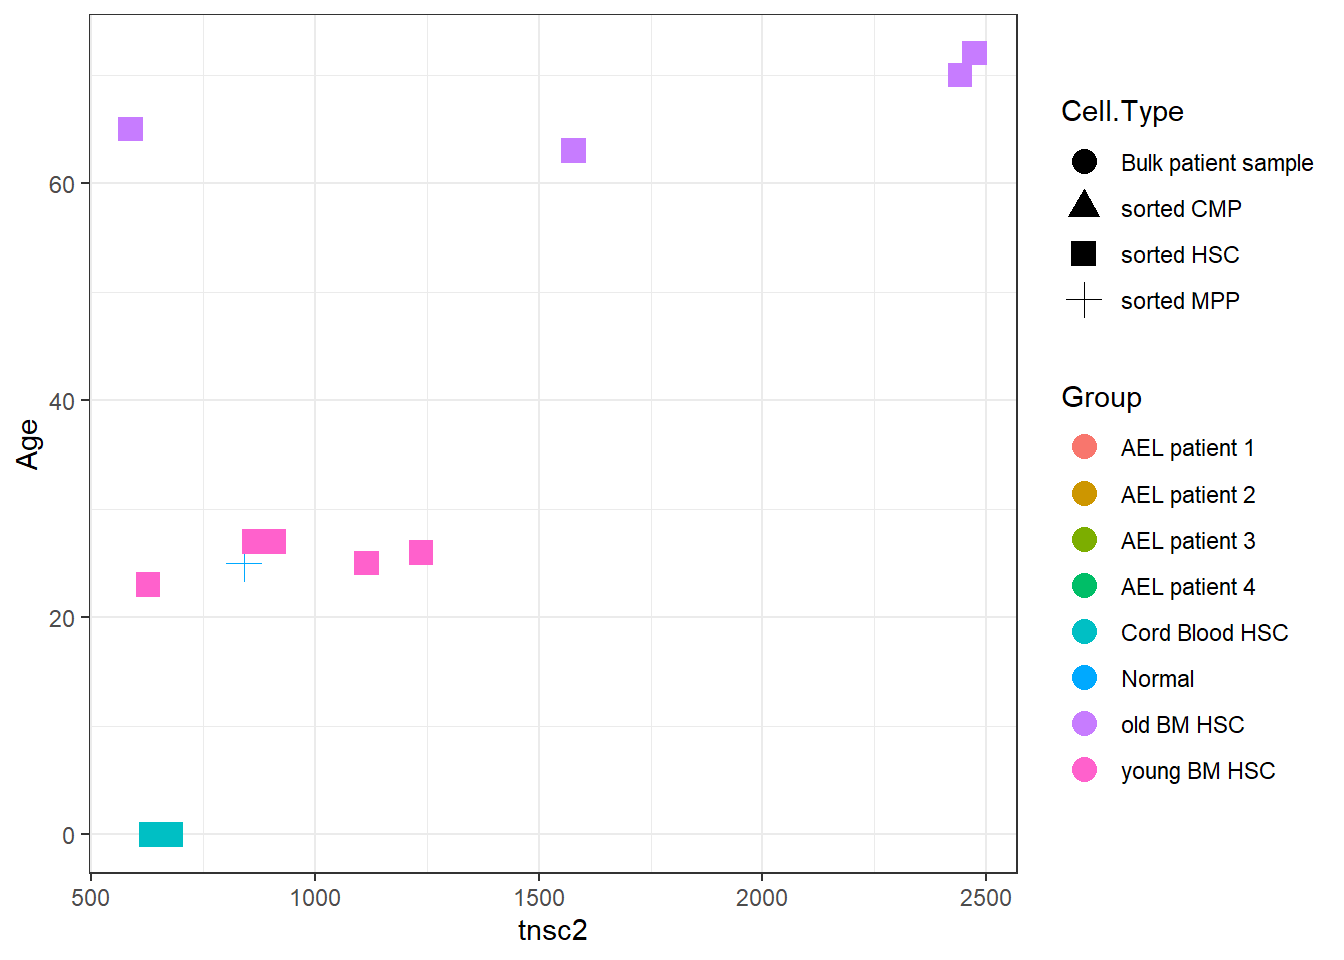 Age
60
40
20
0
500
1000
1500
2000
2500
tnsc2
Cell.Type
Bulk patient sample
sorted CMP
sorted HSC
sorted MPP
Group
AEL patient 1
AEL patient 2
AEL patient 3
AEL patient 4
Cord Blood HSC
Normal
old BM HSC
young BM HSC